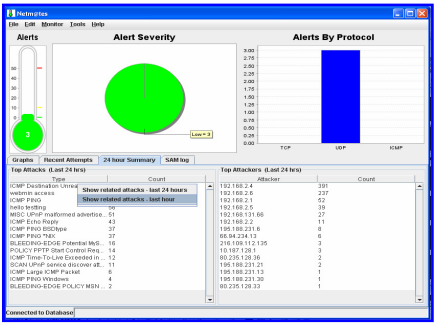 Netm@tes
File Edit Monitor Tools Help
Alerts
Alert Severity
Alerts By Protocol
50
40
30
20
10
0
3
Low = 3
3.00
2.75
2.50
2.25
2.00
1.75
1.50
1.25
1.00
0.75
0.50
0.25
0.00
TCP UDP ICMP
Graphs Recent Attempts 24 hour Summary SAM log
Top Attacks (Last 24 hrs)
Type Count
ICMP Destination Unrea
webmin access
ICMP PING
hello testing 56
MISC UPnP malformed advertise... 51
ICMP Echo Reply 43
ICMP PING BSDtype 37
ICMP PING *NIX 37
BLEEDING-EDGE Potential MyS... 16
POLICY PPTP Start Control Req... 14
ICMP Time-To-Live Exceeded in ... 12
SCAN UPnP service discover att... 11
ICMP Large ICMP Packet 6
ICMP PING Windows 4
BLEEDING-EDGE POLICY MSN ... 2
Show related attacks - last 24 hours
Show related attacks - last hour
Top Attackers (Last 24 hrs)
Attacker Count
192.168.2.4 391
192.168.2.6 237
192.168.2.1 52
192.168.2.5 39
192.168.131.66 27
192.168.2.2 11
195.188.231.6 8
86.94.234.13 6
216.109.112.135 3
10.187.128.1 3
80.235.128.36 2
195.188.231.21 2
195.188.231.13 1
195.188.231.30 1
80.235.128.33 1
Connected to Database